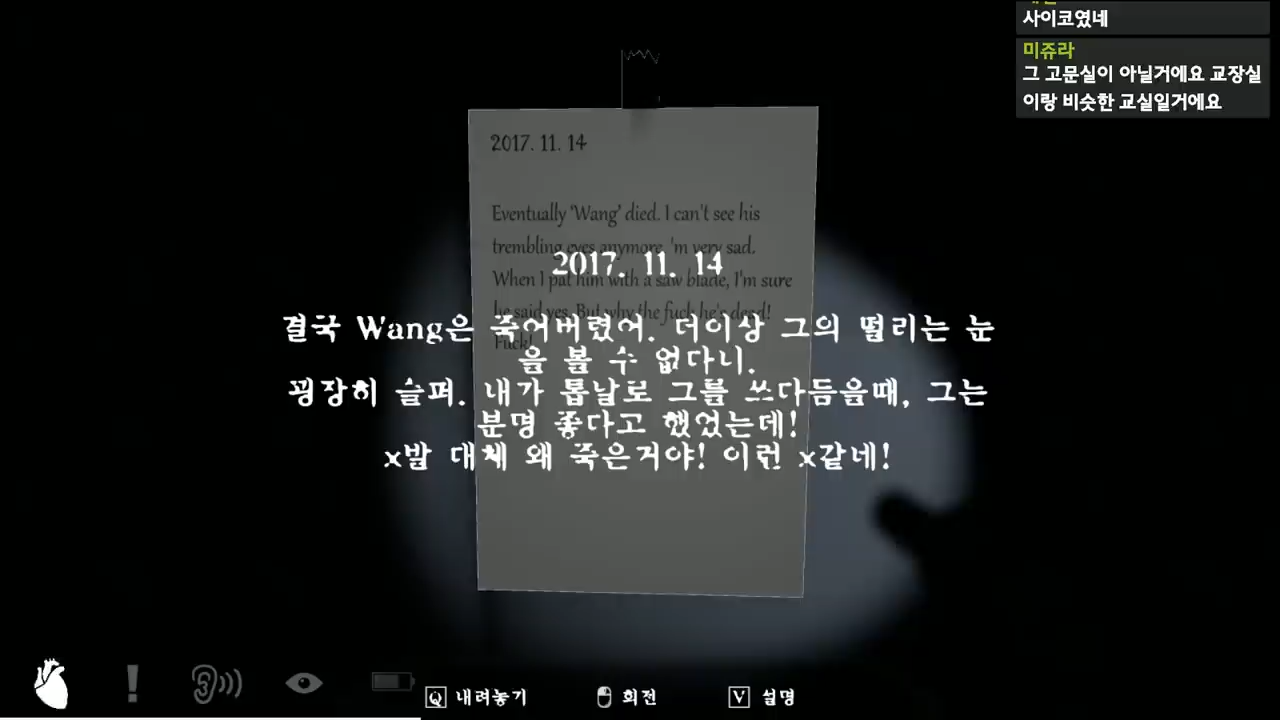 사이코였네
미쥬라
그 고문실이 아닐거에요 교장실
이랑 비슷한 교실일거에요
2017. 11. 14
Eventually 'Wang' died. I can't see his
trembling eyes anymore. 'm very sad.
When I pat him with a saw blade, I'm sure
he said yes. But why the fuck he's dead!
Fuck!
2017. 11. 14
결국 Wang은 죽어버렸어. 더이상 그의 떨리는 눈
을 볼 수 없다니.
굉장히 슬퍼. 내가 톱날로 그를 쓰다듬을때, 그는
분명 좋다고 했었는데!
x발 대체 왜 죽은거야! 이런 x같네!
Q 내려놓기 회전 V 설명